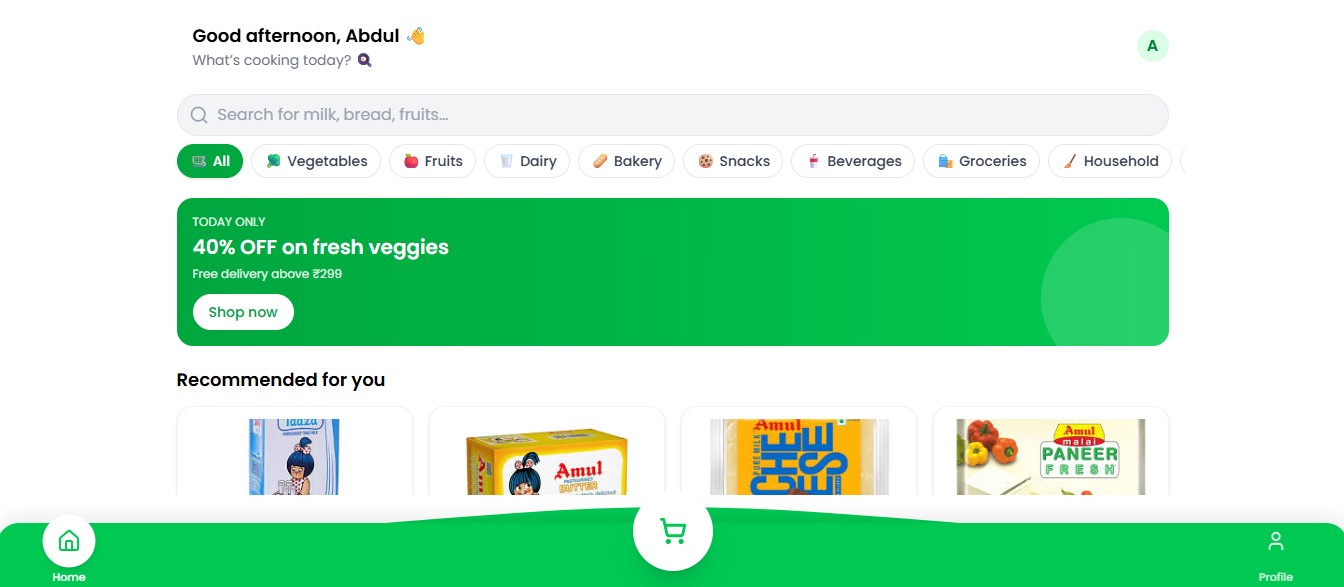 Good afternoon, Abdul 👋
What's cooking today? 🍳
A
Search for milk, bread, fruits...
All Vegetables Fruits Dairy Bakery Snacks Beverages Groceries Household
TODAY ONLY
40% OFF on fresh veggies
Free delivery above ₹299
Shop now
Recommended for you
Taaza
Amul
PASTEURISED
BUTTER
Amul
PURE MILK
CHEESE
Amul
malai
PANEER
FRESH
Home
Profile